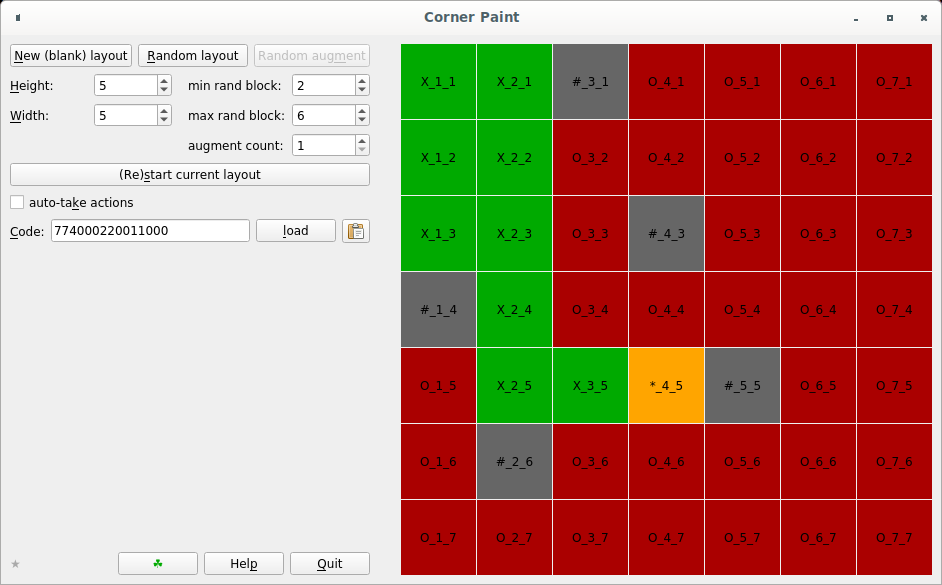 Corner Paint
New (blank) layout Random layout Random augment
Height: 5 min rand block: 2
Width: 5 max rand block: 6
augment count: 1
(Re)start current layout
auto-take actions
Code: 774000220011000 load
X_1_1 X_2_1 #_3_1 O_4_1 O_5_1 O_6_1 O_7_1
X_1_2 X_2_2 O_3_2 O_4_2 O_5_2 O_6_2 O_7_2
X_1_3 X_2_3 O_3_3 #_4_3 O_5_3 O_6_3 O_7_3
#_1_4 X_2_4 O_3_4 O_4_4 O_5_4 O_6_4 O_7_4
O_1_5 X_2_5 X_3_5 *_4_5 #_5_5 O_6_5 O_7_5
O_1_6 #_2_6 O_3_6 O_4_6 O_5_6 O_6_6 O_7_6
O_1_7 O_2_7 O_3_7 O_4_7 O_5_7 O_6_7 O_7_7
Help Quit